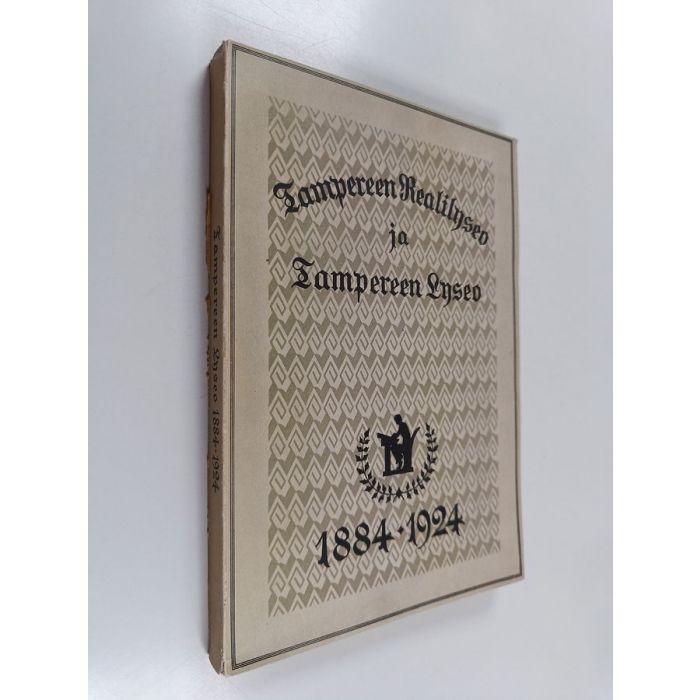 Tampereen Realilyseo
ja
Tampereen Lyseo
1884·1924
Tampereen Lyseo 1884-1924